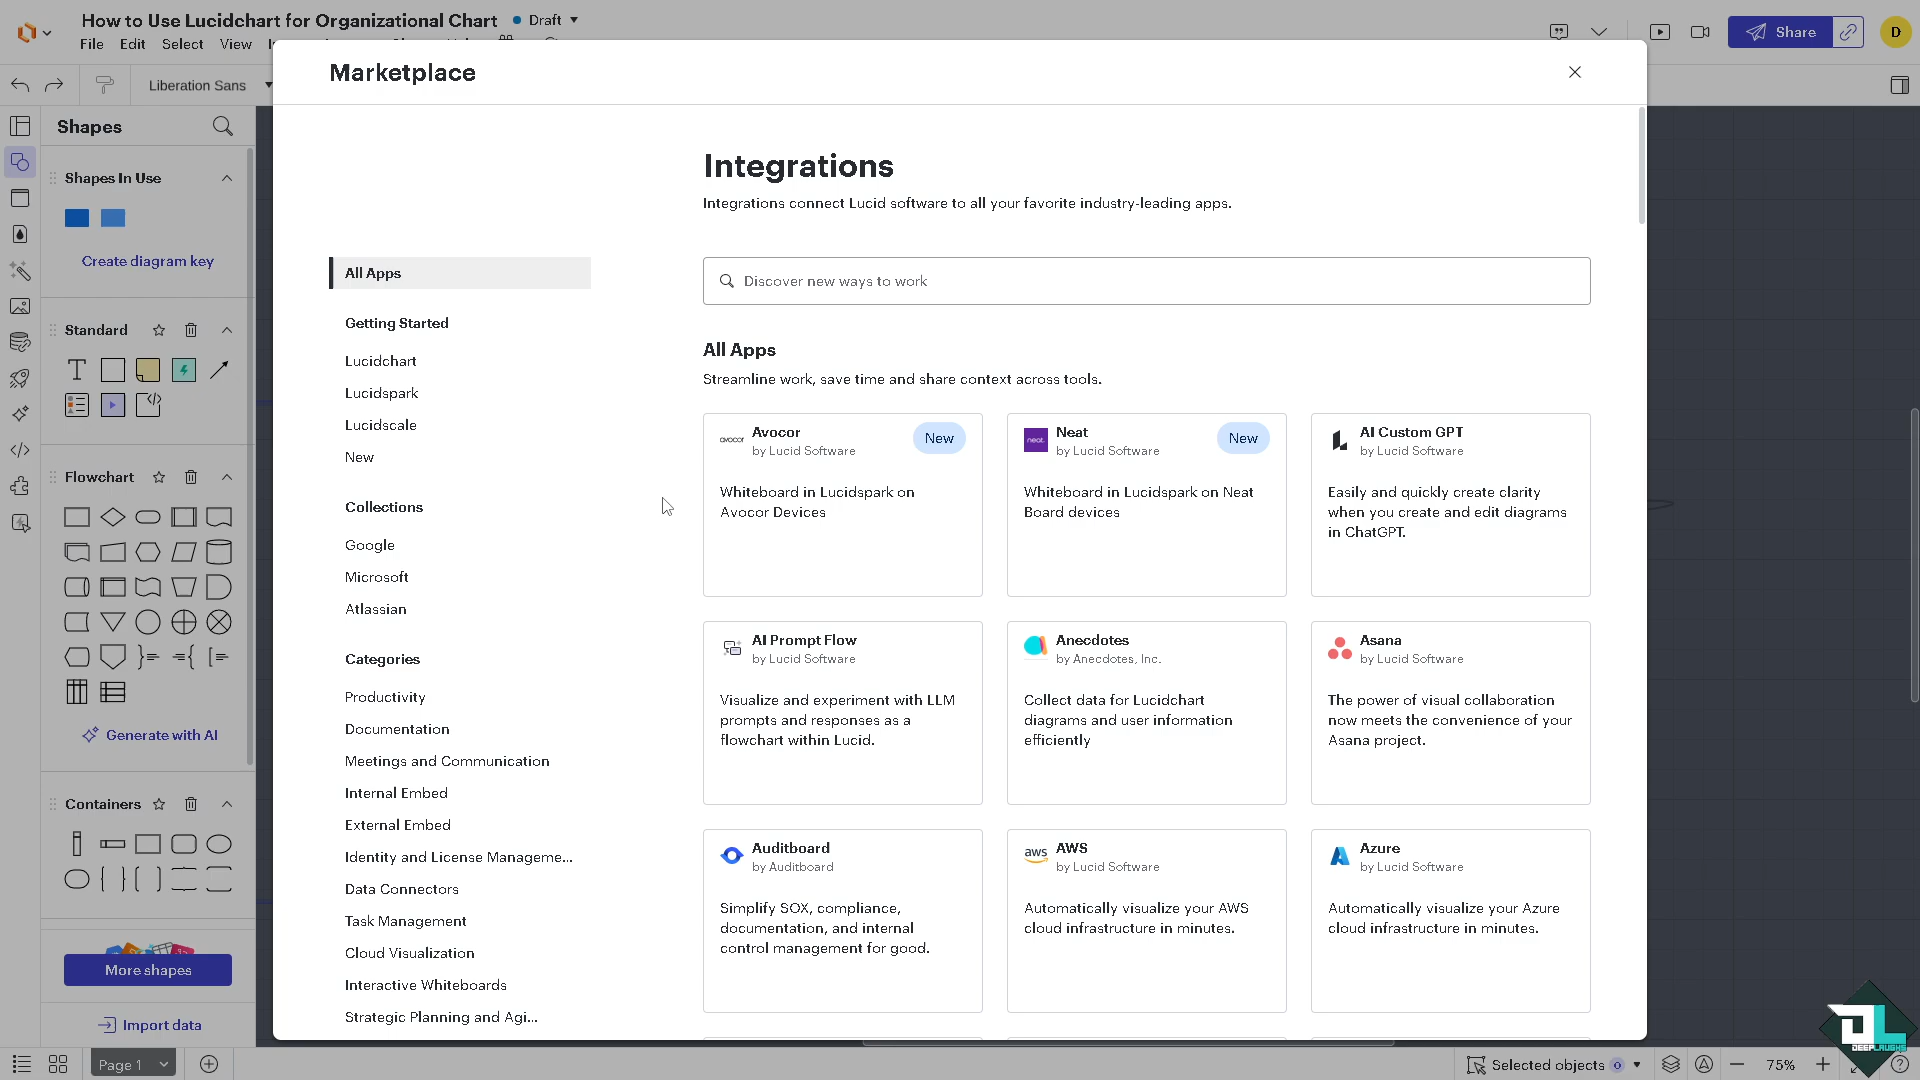 How to Use Lucidchart for Organizational Chart
Draft
File Edit Select View
Share
D
Liberation Sans
Shapes
Shapes In Use
Create diagram key
Standard
T
Flowchart
Generate with AI
Containers
More shapes
Import data
Page 1
Marketplace
Integrations
Integrations connect Lucid software to all your favorite industry-leading apps.
Discover new ways to work
All Apps
Getting Started
Lucidchart
Lucidspark
Lucidscale
New
Collections
Google
Microsoft
Atlassian
Categories
Productivity
Documentation
Meetings and Communication
Internal Embed
External Embed
Identity and License Manageme...
Data Connectors
Task Management
Cloud Visualization
Interactive Whiteboards
Strategic Planning and Agi...
All Apps
Streamline work, save time and share context across tools.
avocor
Avocor
by Lucid Software
New
Whiteboard in Lucidspark on
Avocor Devices
neat.
Neat
by Lucid Software
New
Whiteboard in Lucidspark on Neat
Board devices
AI Custom GPT
by Lucid Software
Easily and quickly create clarity
when you create and edit diagrams
in ChatGPT.
AI Prompt Flow
by Lucid Software
Visualize and experiment with LLM
prompts and responses as a
flowchart within Lucid.
Anecdotes
by Anecdotes, Inc.
Collect data for Lucidchart
diagrams and user information
efficiently
Asana
by Lucid Software
The power of visual collaboration
now meets the convenience of your
Asana project.
Auditboard
by Auditboard
Simplify SOX, compliance,
documentation, and internal
control management for good.
aws
AWS
by Lucid Software
Automatically visualize your AWS
cloud infrastructure in minutes.
Azure
by Lucid Software
Automatically visualize your Azure
cloud infrastructure in minutes.
Selected objects 0
75%
DL
DEEPLAUGHS